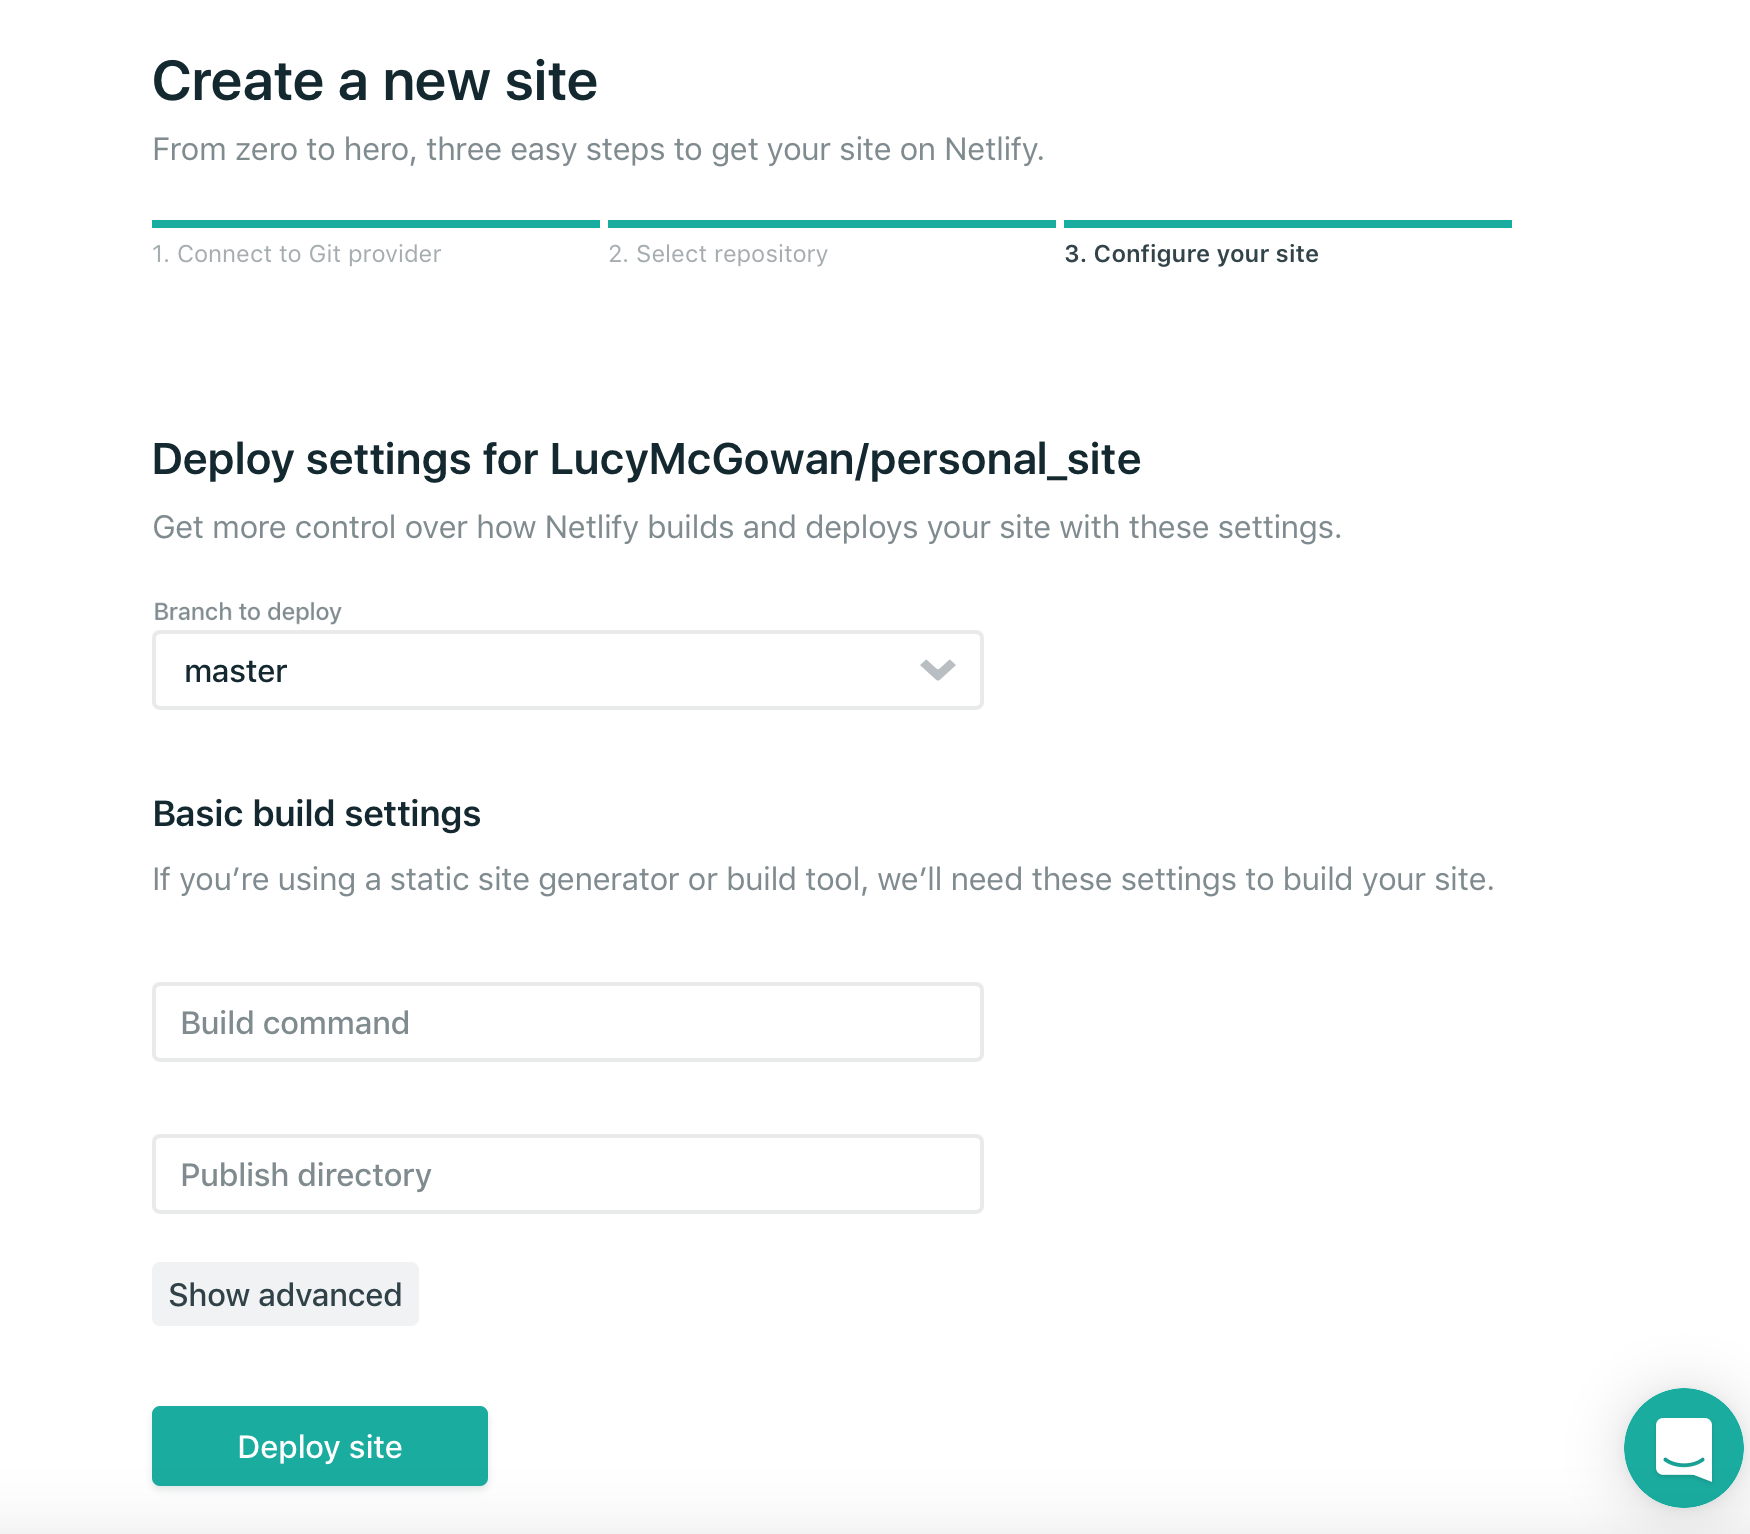 Create a new site
From zero to hero, three easy steps to get your site on Netlify.
1. Connect to Git provider
2. Select repository
3. Configure your site
Deploy settings for LucyMcGowan/personal_site
Get more control over how Netlify builds and deploys your site with these settings.
Branch to deploy
master
Basic build settings
If you’re using a static site generator or build tool, we’ll need these settings to build your site.
Build command
Publish directory
Show advanced
Deploy site